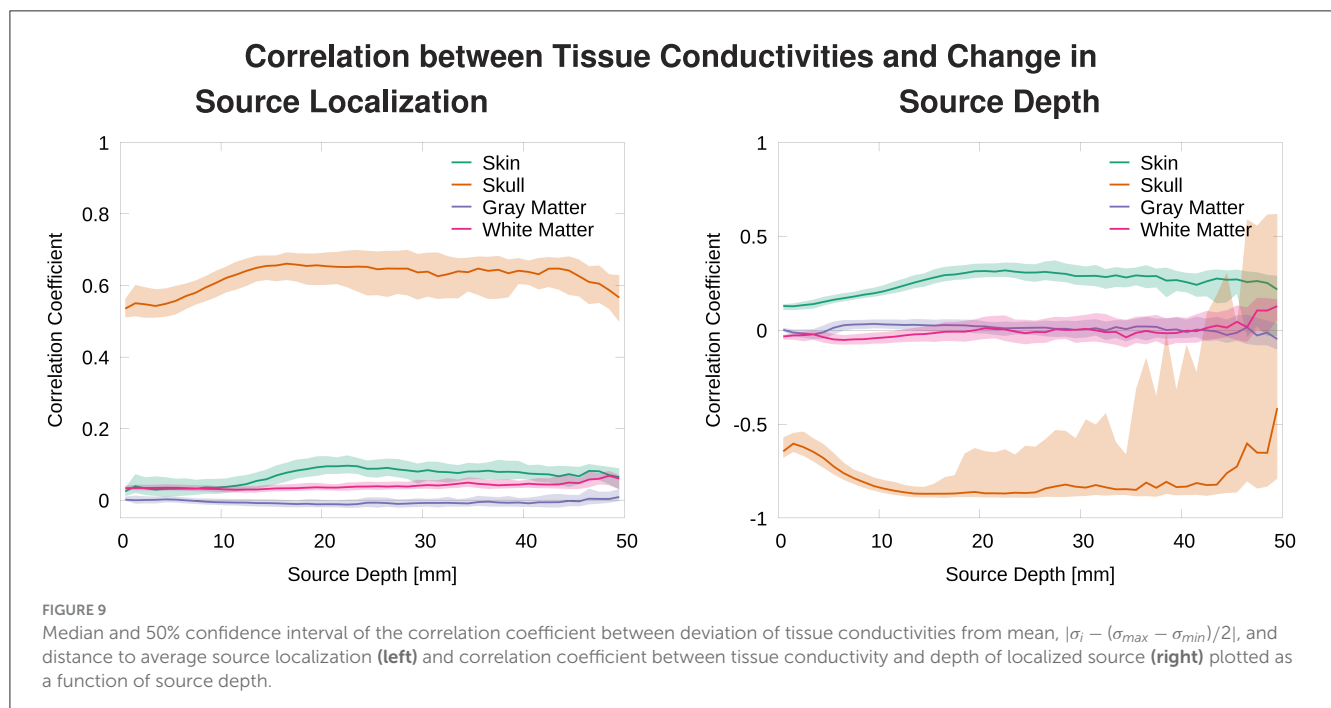 Correlation between Tissue Conductivities and Change in
Source Localization
Source Depth
1
0.8
0.6
0.4
0.2
0
Correlation Coefficient
Skin
Skull
Gray Matter
White Matter
0 10 20 30 40 50
Source Depth [mm]
1
0.5
0
-0.5
-1
Correlation Coefficient
Skin
Skull
Gray Matter
White Matter
0 10 20 30 40 50
Source Depth [mm]
FIGURE 9
Median and 50% confidence interval of the correlation coefficient between deviation of tissue conductivities from mean, |σi − (σmax − σmin)/2|, and
distance to average source localization (left) and correlation coefficient between tissue conductivity and depth of localized source (right) plotted as
a function of source depth.